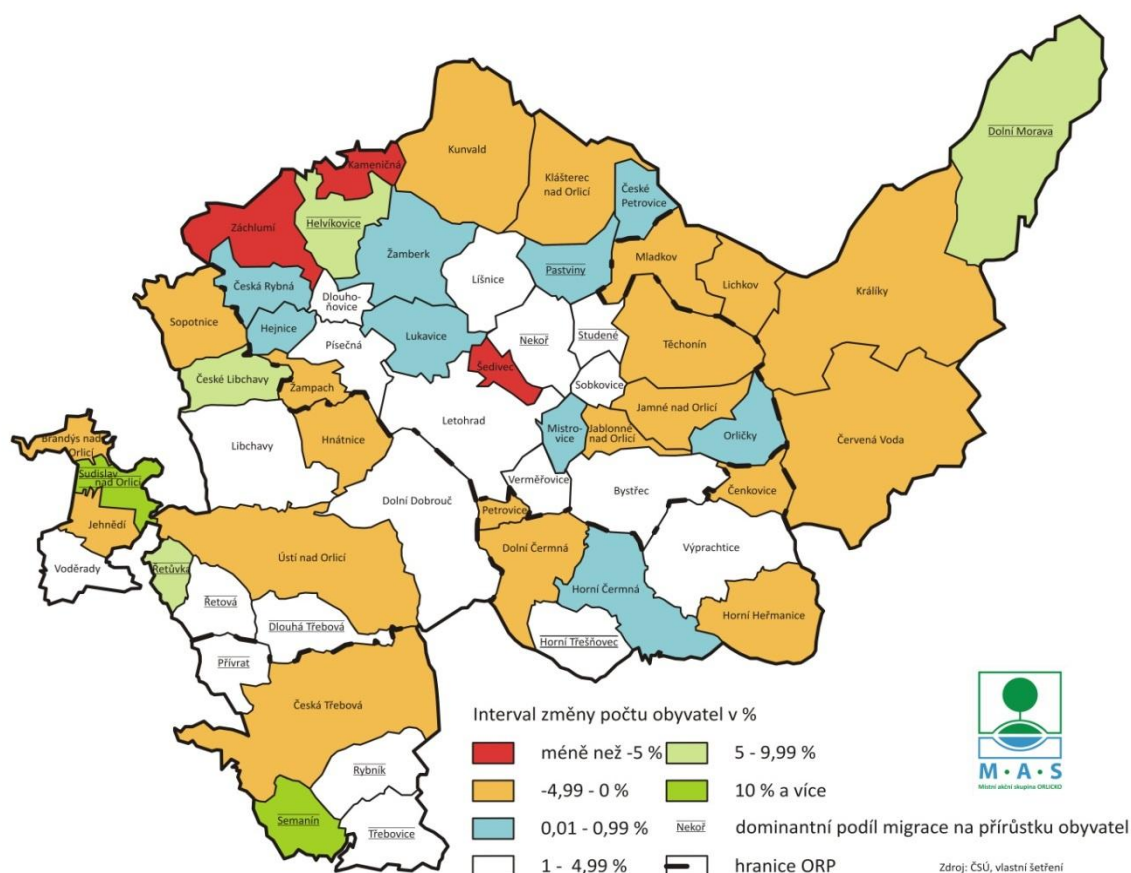 Kunvald
Kameničná
Klášterec
nad Orlicí
České
Petrovice
Dolní Morava
Záchlumí
Helvíkovice
Žamberk
Líšnice
Pastviny
Mladkov
Lichkov
Králíky
Česká Rybná
Dlouho-
ňovice
Sopotnice
Hejnice
Písečná
Lukavice
Nekoř
Studené
Těchonín
Šedivec
Sobkovice
České Libchavy
Žampach
Jamné nad Orlicí
Letohrad
Mistro-
vice
Jablonné
nad Orlicí
Orličky
Červená Voda
Libchavy
Hnátnice
Brandýs nad
Orlicí
Sudislav
nad Orlicí
Verměřovice
Bystřec
Čenkovice
Dolní Dobrouč
Petrovice
Jehnědí
Ústí nad Orlicí
Dolní Čermná
Výprachtice
Voděrady
Řetůvka
Řetová
Horní Čermná
Horní Heřmanice
Dlouhá Třebová
Horní Třešňovec
Přívrat
Česká Třebová
Rybník
Semanín
Třebovice
Interval změny počtu obyvatel v %
méně než -5 %
-4,99 - 0 %
0,01 - 0,99 %
1 - 4,99 %
5 - 9,99 %
10 % a více
Nekoř dominantní podíl migrace na přírůstku obyvatel
hranice ORP
M · A · S
Místní akční skupina ORLICKO
Zdroj: ČSÚ, vlastní šetření